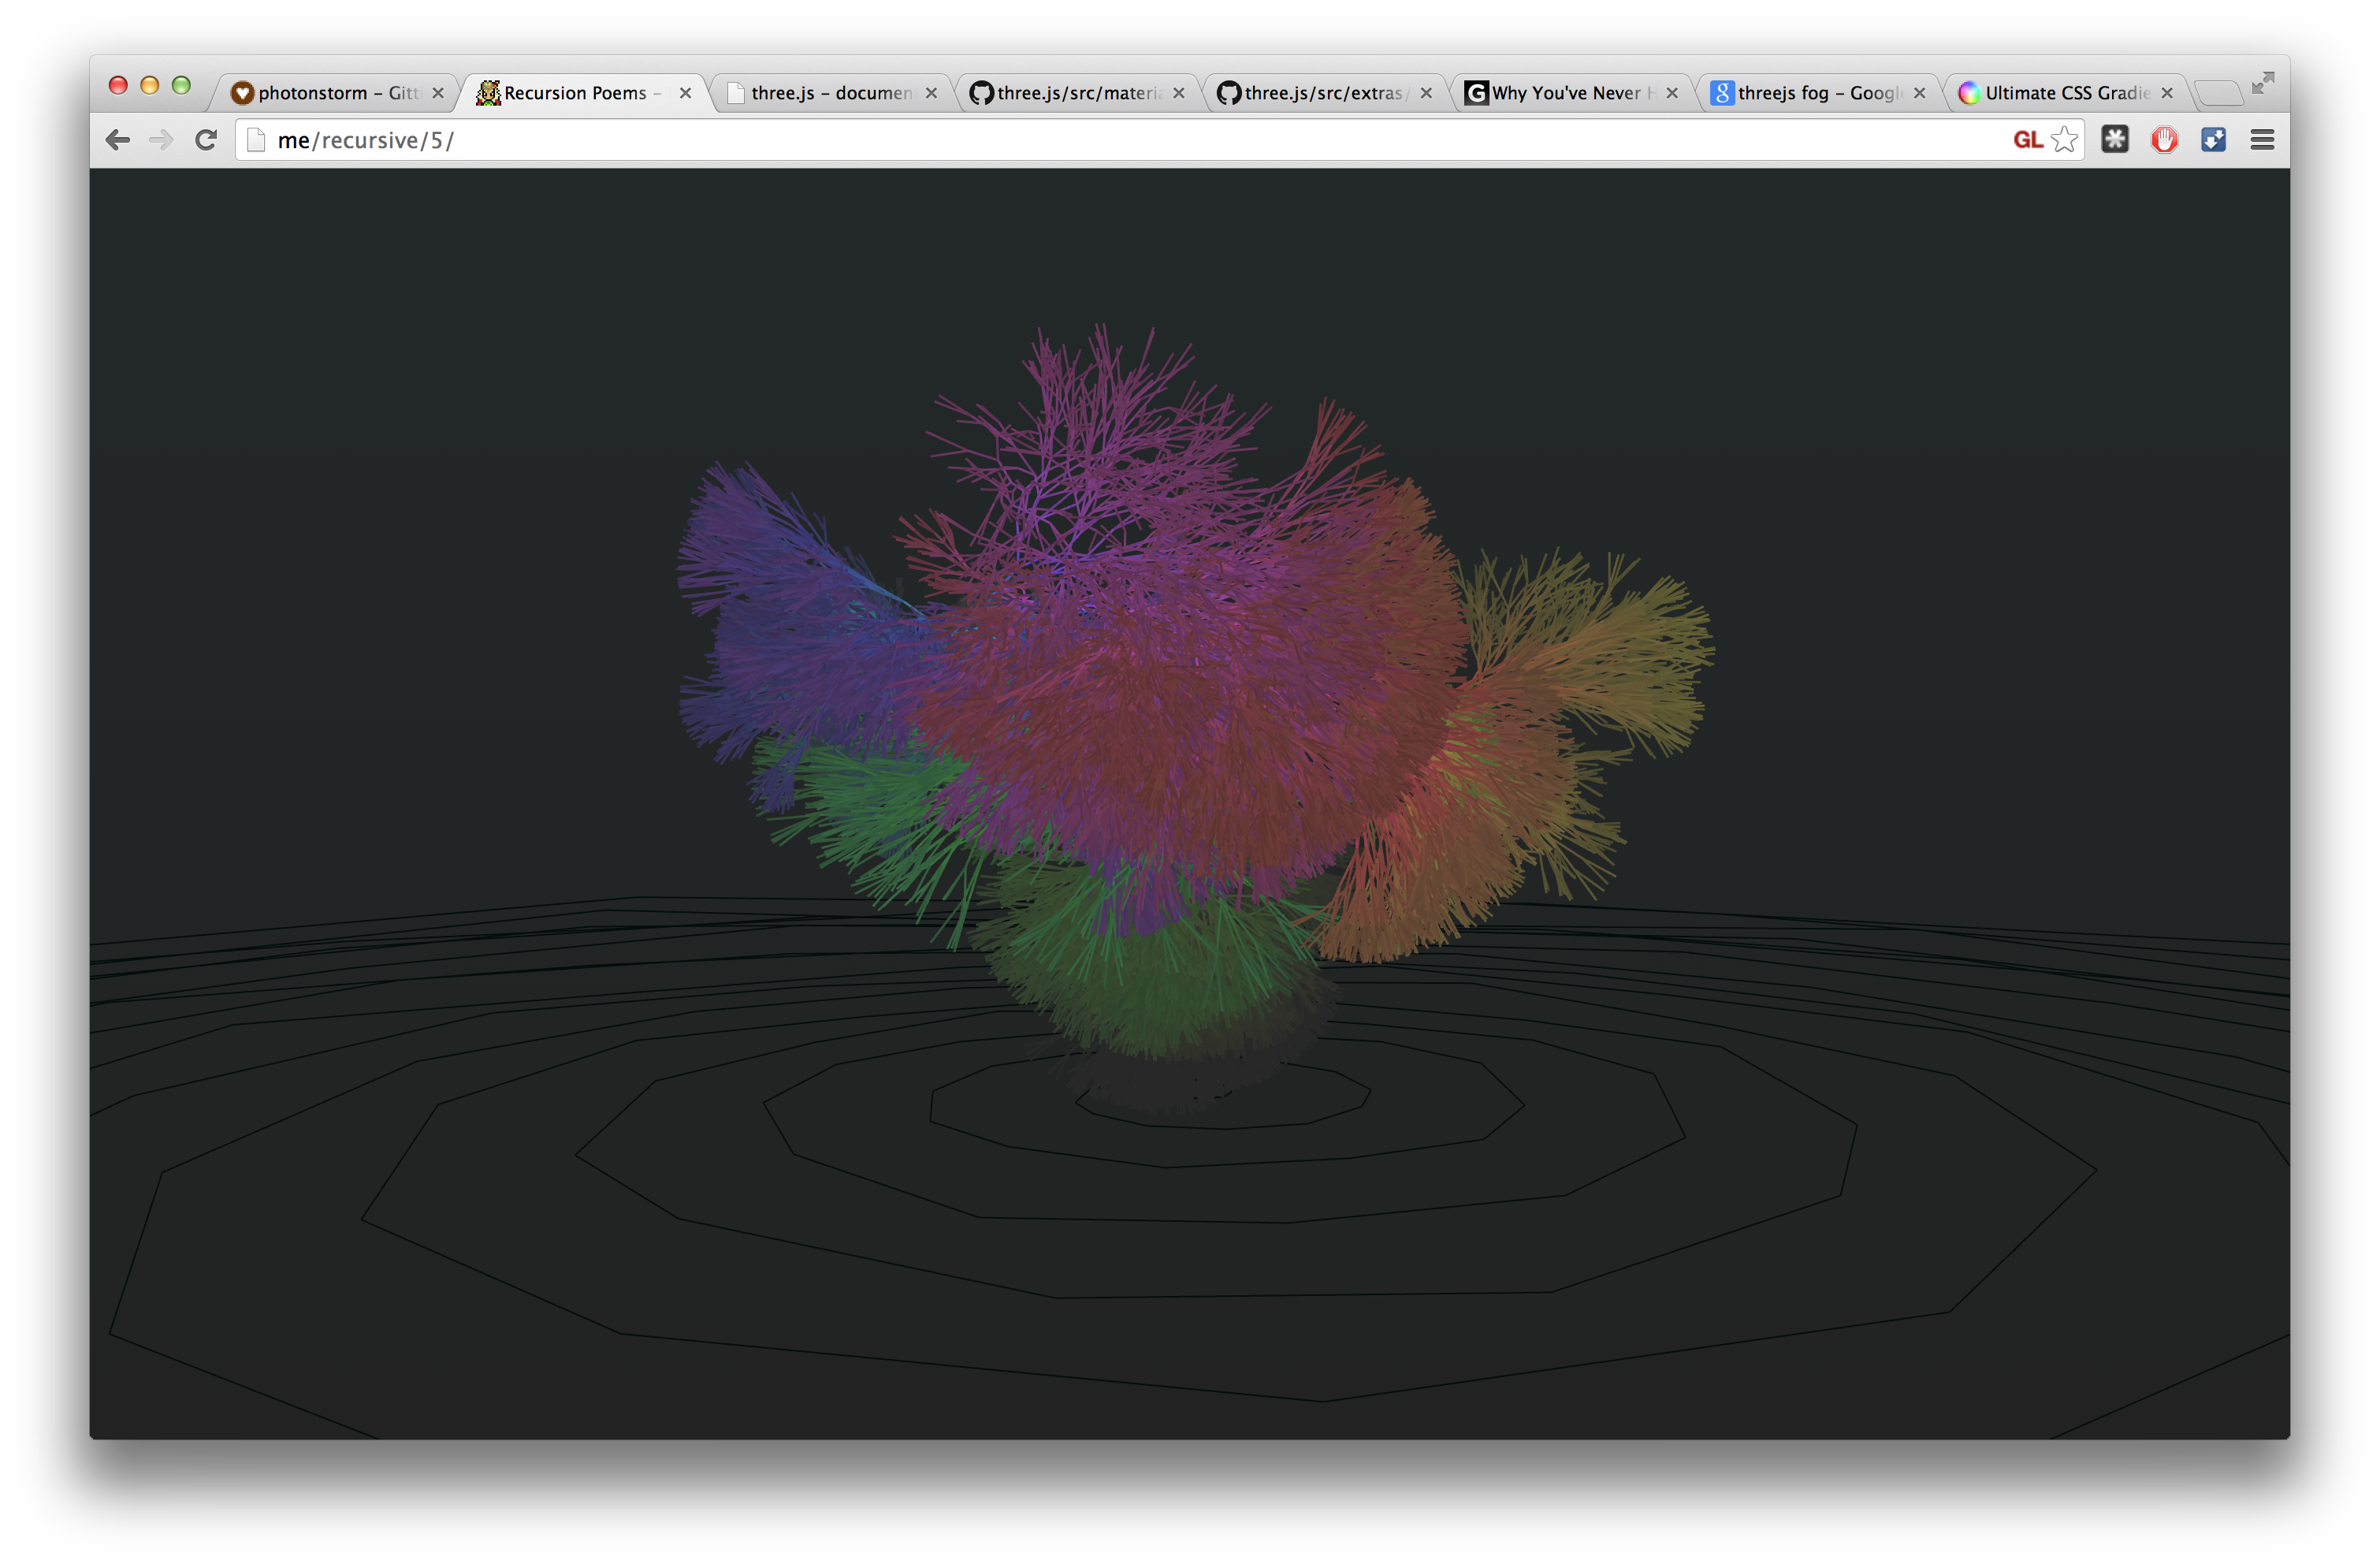 photonstorm – Gitt
Recursion Poems –
three.js – documen
three.js/src/materia
three.js/src/extras/
G Why You've Never H
g threejs fog – Googl
Ultimate CSS Gradie
me/recursive/5/
GL